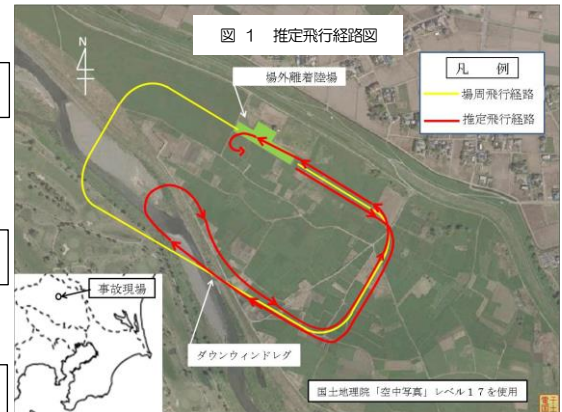 図 1 推定飛行経路図
N
4
場外離着陸場
凡 例
場周飛行経路
推定飛行経路
事故現場
ダウンウィンドレグ
国土地理院「空中写真」レベル17を使用